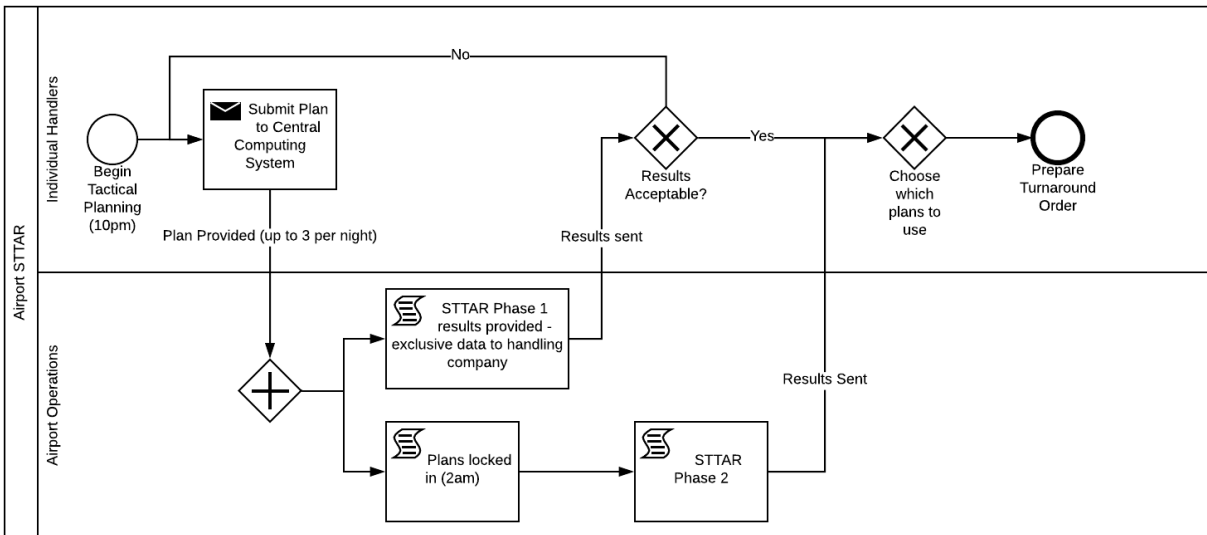 Airport STTAR
Individual Handlers
No
Submit Plan
to Central
Computing
System
Begin
Tactical
Planning
(10pm)
Yes
Results
Acceptable?
Choose
which
plans to
use
Prepare
Turnaround
Order
Plan Provided (up to 3 per night)
Results sent
Airport Operations
STTAR Phase 1
results provided -
exclusive data to handling
company
Results Sent
Plans locked
in (2am)
STTAR
Phase 2